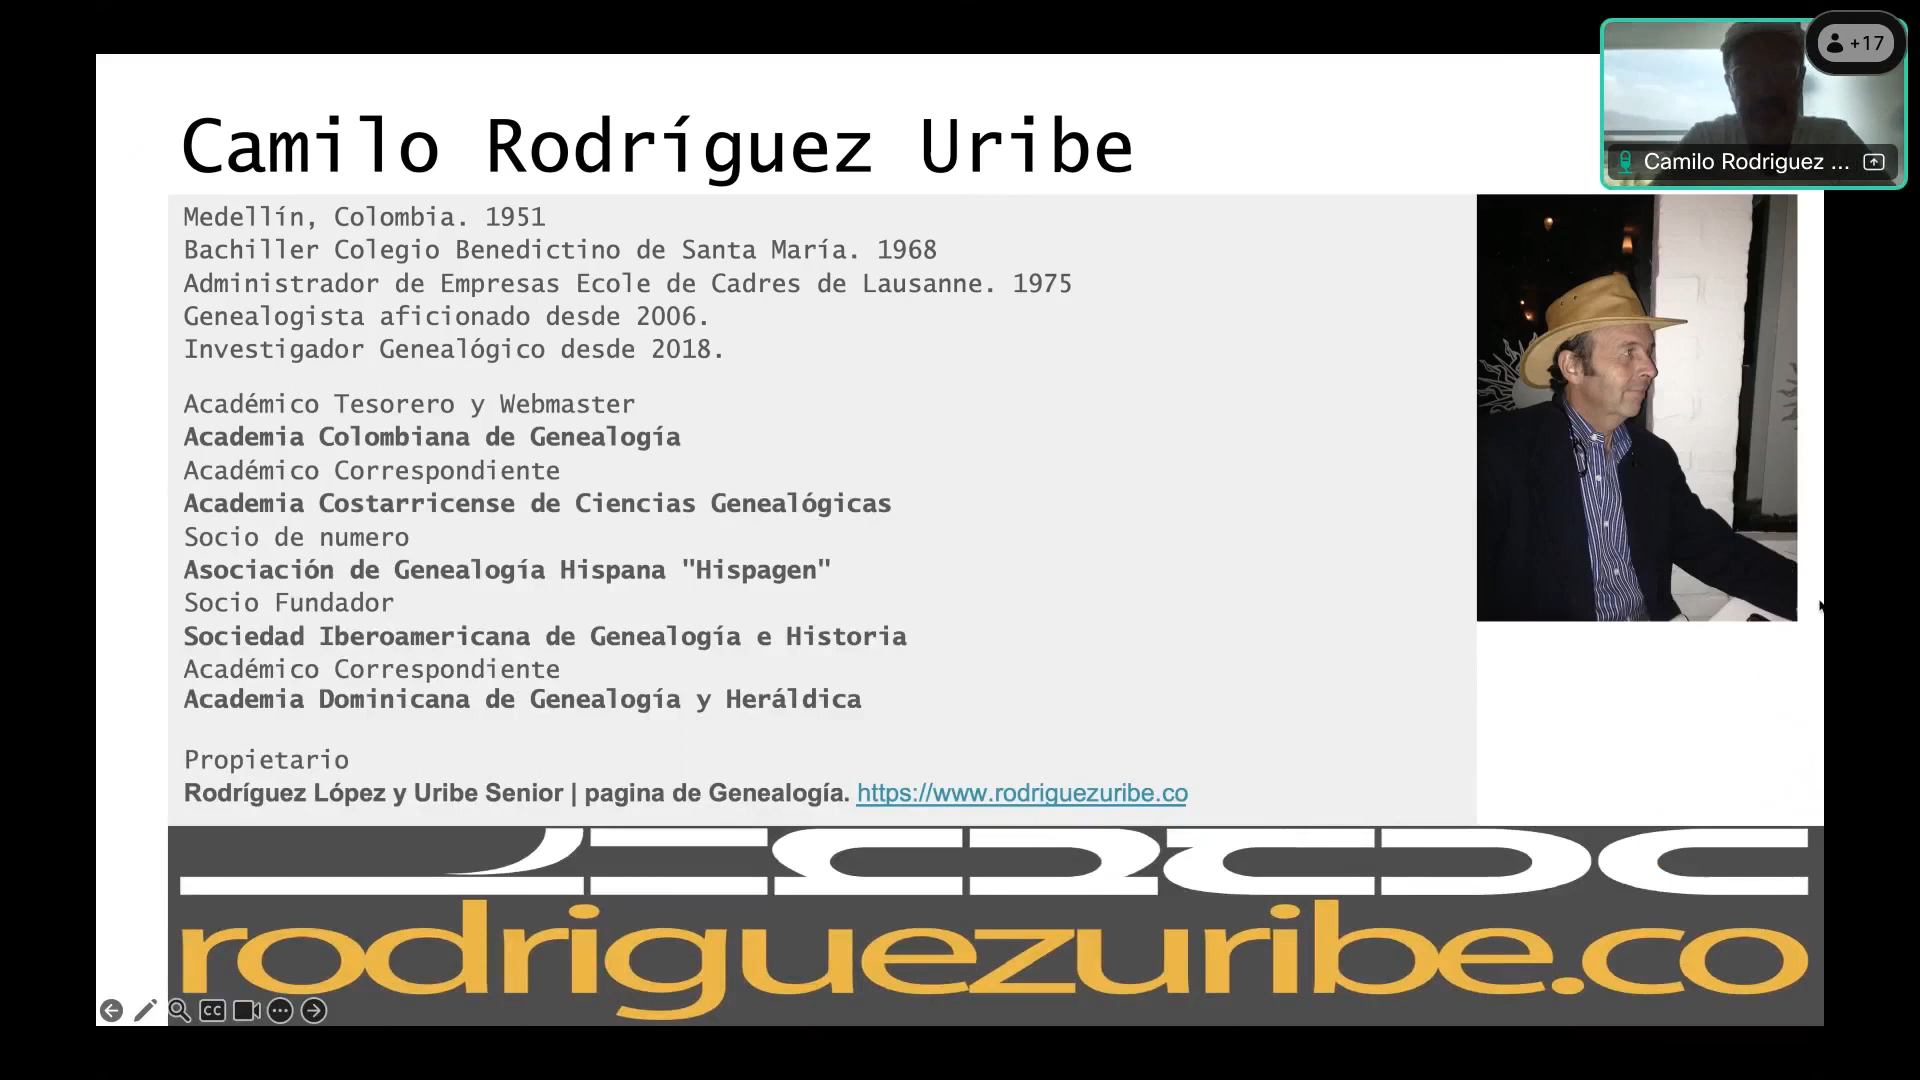 Camilo Rodríguez Uribe
Medellín, Colombia. 1951
Bachiller Colegio Benedictino de Santa María. 1968
Administrador de Empresas Ecole de Cadres de Lausanne. 1975
Genealogista aficionado desde 2006.
Investigador Genealógico desde 2018.
Académico Tesorero y Webmaster
Academia Colombiana de Genealogía
Académico Correspondiente
Academia Costarricense de Ciencias Genealógicas
Socio de numero
Asociación de Genealogía Hispana "Hispagen"
Socio Fundador
Sociedad Iberoamericana de Genealogía e Historia
Académico Correspondiente
Academia Dominicana de Genealogía y Heráldica
Propietario
Rodríguez López y Uribe Senior | pagina de Genealogía. https://www.rodriguezuribe.co
rodriguezuribe.co
+17
Camilo Rodriguez ...
CC